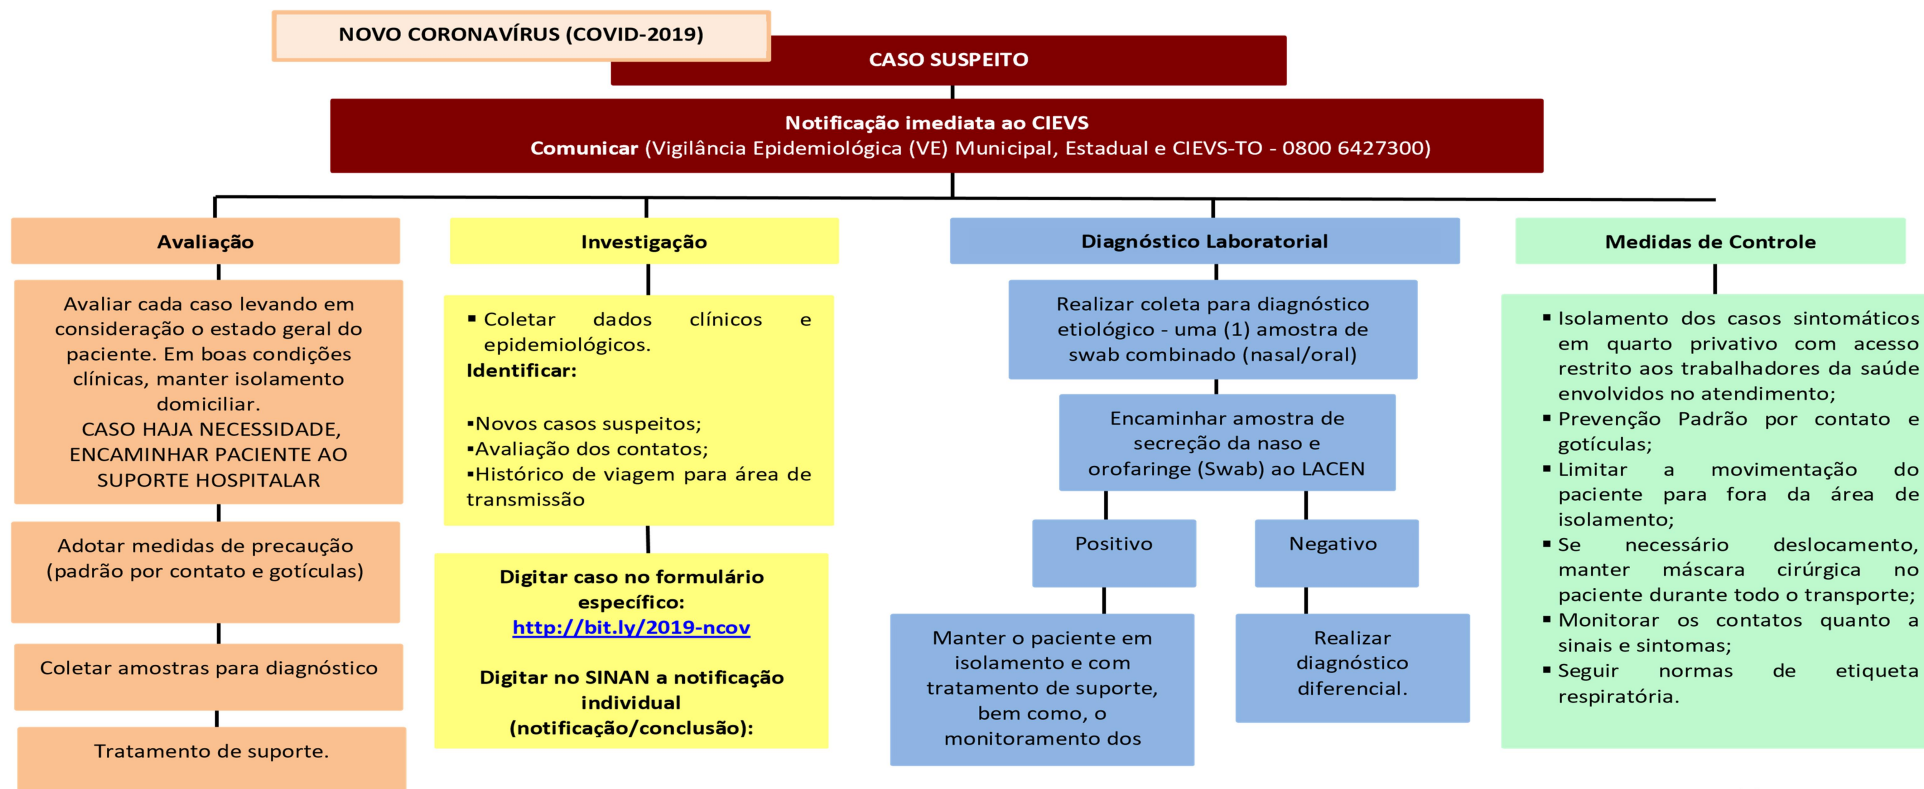 NOVO CORONAVÍRUS (COVID-2019)
CASO SUSPEITO
Notificação imediata ao CIEVS
Comunicar (Vigilância Epidemiológica (VE) Municipal, Estadual e CIEVS-TO - 0800 6427300)
Avaliação
Avaliar cada caso levando em
consideração o estado geral do
paciente. Em boas condições
clínicas, manter isolamento
domiciliar.
CASO HAJA NECESSIDADE,
ENCAMINHAR PACIENTE AO
SUPORTE HOSPITALAR
Adotar medidas de precaução
(padrão por contato e gotículas)
Coletar amostras para diagnóstico
Tratamento de suporte.
Investigação
▪ Coletar dados clínicos e
epidemiológicos.
Identificar:
▪Novos casos suspeitos;
▪Avaliação dos contatos;
▪Histórico de viagem para área de
transmissão
Digitar caso no formulário
específico:
http://bit.ly/2019-ncov
Digitar no SINAN a notificação
individual
(notificação/conclusão):
Diagnóstico Laboratorial
Realizar coleta para diagnóstico
etiológico - uma (1) amostra de
swab combinado (nasal/oral)
Encaminhar amostra de
secreção da naso e
orofaringe (Swab) ao LACEN
Positivo
Manter o paciente em
isolamento e com
tratamento de suporte,
bem como, o
monitoramento dos
Negativo
Realizar
diagnóstico
diferencial.
Medidas de Controle
▪ Isolamento dos casos sintomáticos
em quarto privativo com acesso
restrito aos trabalhadores da saúde
envolvidos no atendimento;
▪ Prevenção Padrão por contato e
gotículas;
▪ Limitar a movimentação do
paciente para fora da área de
isolamento;
▪ Se necessário deslocamento,
manter máscara cirúrgica no
paciente durante todo o transporte;
▪ Monitorar os contatos quanto a
sinais e sintomas;
▪ Seguir normas de etiqueta
respiratória.